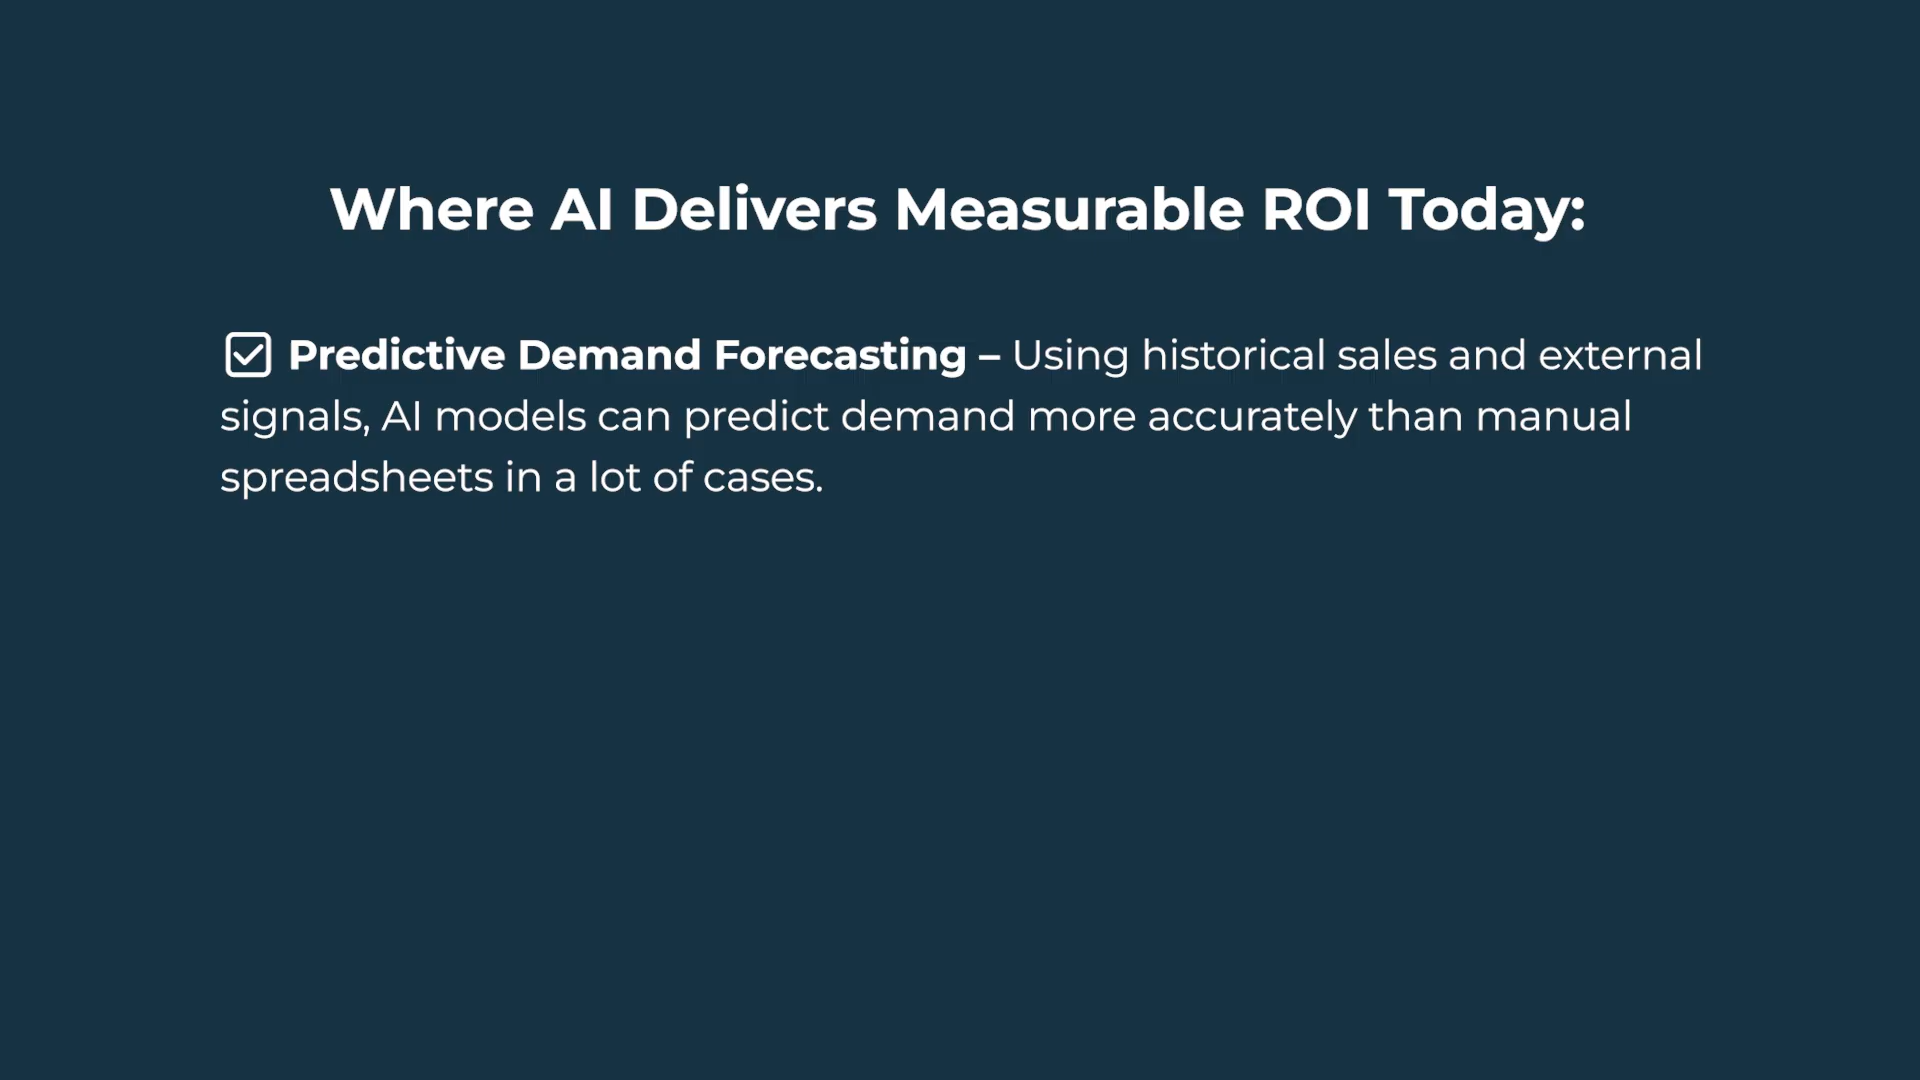 Where AI Delivers Measurable ROI Today:
☑ Predictive Demand Forecasting – Using historical sales and external
signals, AI models can predict demand more accurately than manual
spreadsheets in a lot of cases.